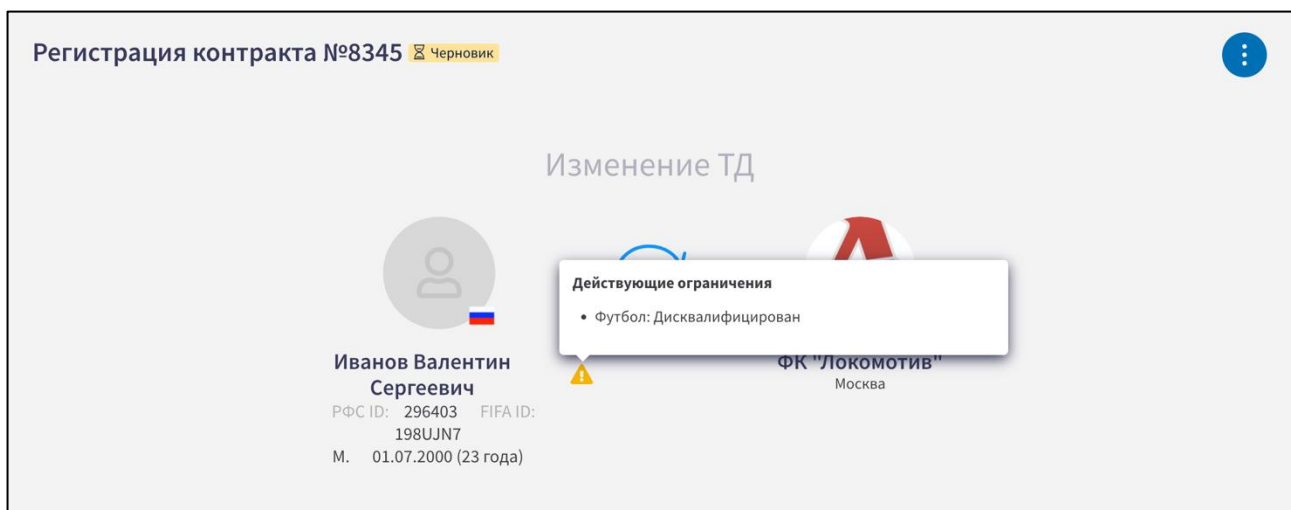 Регистрация контракта №8345 Черновик
Изменение ТД
Действующие ограничения
• Футбол: Дисквалифицирован
Иванов Валентин
Сергеевич
РФС ID: 296403 FIFA ID:
198UJN7
М. 01.07.2000 (23 года)
ФК "Локомотив"
Москва